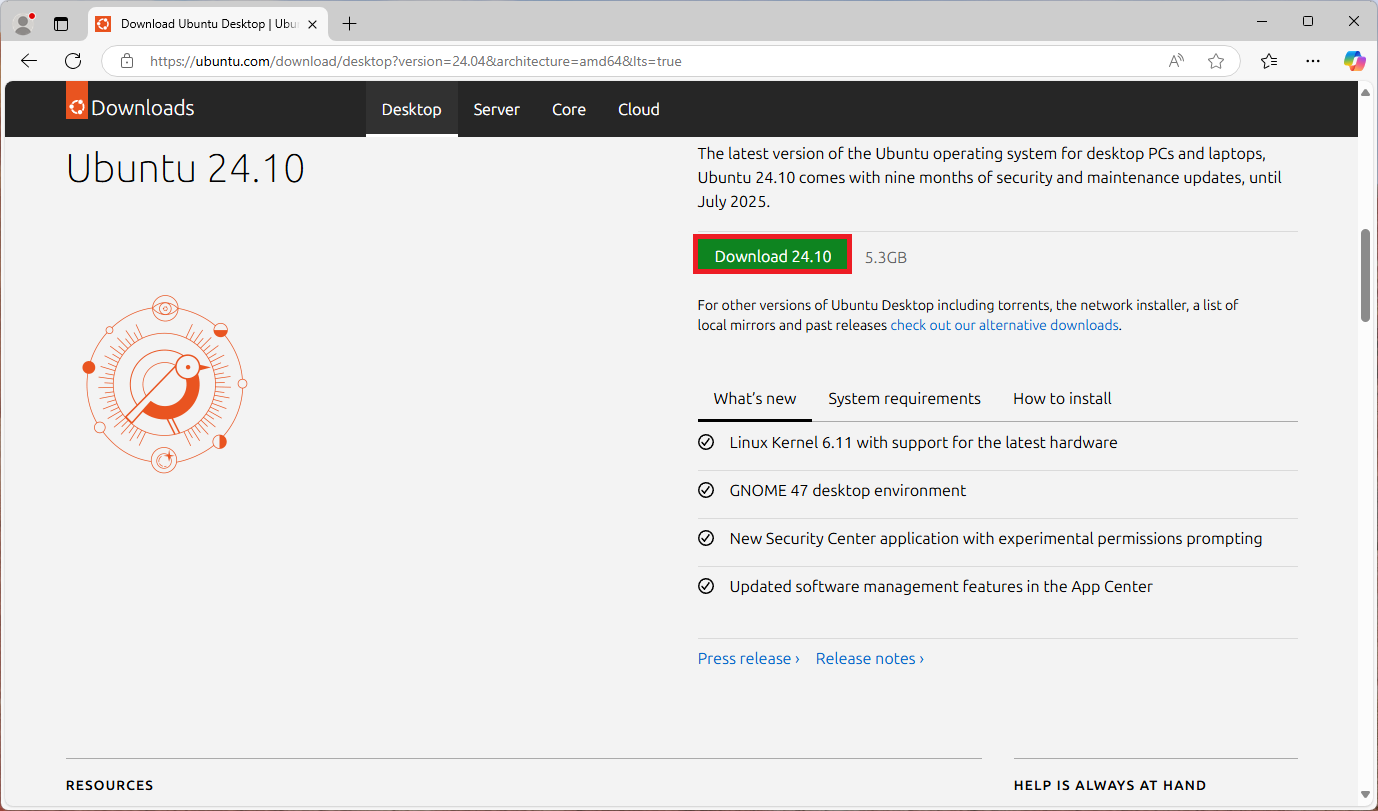 Download Ubuntu Desktop | Ubu
https://ubuntu.com/download/desktop?version=24.04&architecture=amd64&lts=true
Downloads
Desktop
Server
Core
Cloud
Ubuntu 24.10
The latest version of the Ubuntu operating system for desktop PCs and laptops,
Ubuntu 24.10 comes with nine months of security and maintenance updates, until
July 2025.
Download 24.10
5.3GB
For other versions of Ubuntu Desktop including torrents, the network installer, a list of
local mirrors and past releases check out our alternative downloads.
What's new
System requirements
How to install
Linux Kernel 6.11 with support for the latest hardware
GNOME 47 desktop environment
New Security Center application with experimental permissions prompting
Updated software management features in the App Center
Press release ›
Release notes ›
RESOURCES
HELP IS ALWAYS AT HAND